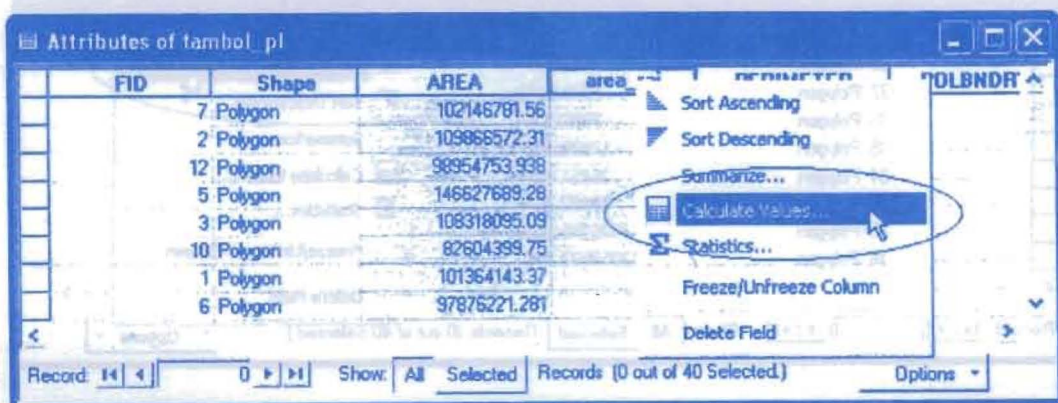 Attributes of tambol_pl
FID Shape AREA area_ PERIMETER OLBNDRY
7 Polygon 102146781.56
2 Polygon 109866572.31
12 Polygon 98954753.938
5 Polygon 146627689.28
3 Polygon 108318095.09
10 Polygon 82604399.75
1 Polygon 101364143.37
6 Polygon 97876221.281
Sort Ascending
Sort Descending
Summarize...
Calculate Values...
Statistics...
Freeze/Unfreeze Column
Delete Field
Record: 0 Show: All Selected Records (0 out of 40 Selected.) Options